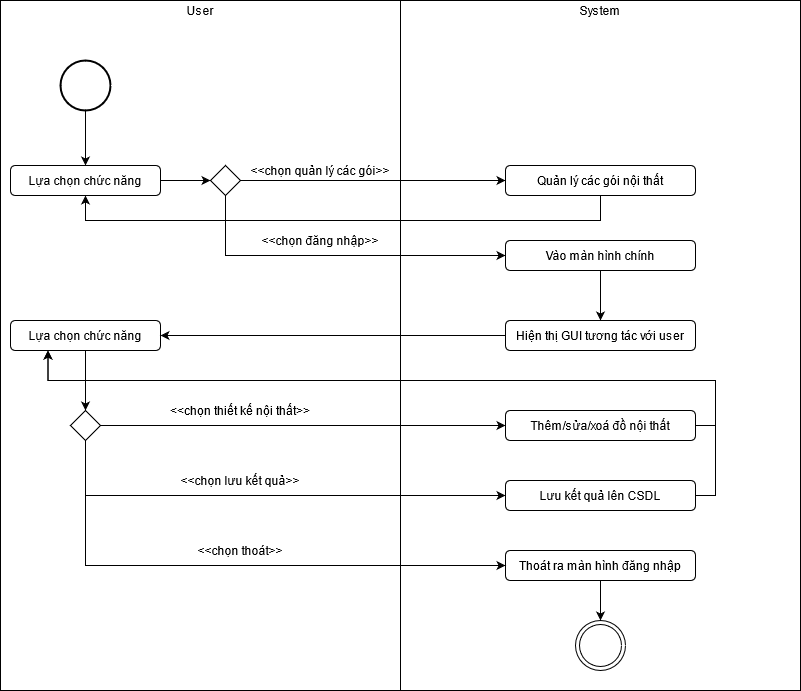 User
System
Lựa chọn chức năng
<<chọn quản lý các gói>>
Quản lý các gói nội thất
<<chọn đăng nhập>>
Vào màn hình chính
Lựa chọn chức năng
Hiện thị GUI tương tác với user
<<chọn thiết kế nội thất>>
Thêm/sửa/xoá đồ nội thất
<<chọn lưu kết quả>>
Lưu kết quả lên CSDL
<<chọn thoát>>
Thoát ra màn hình đăng nhập